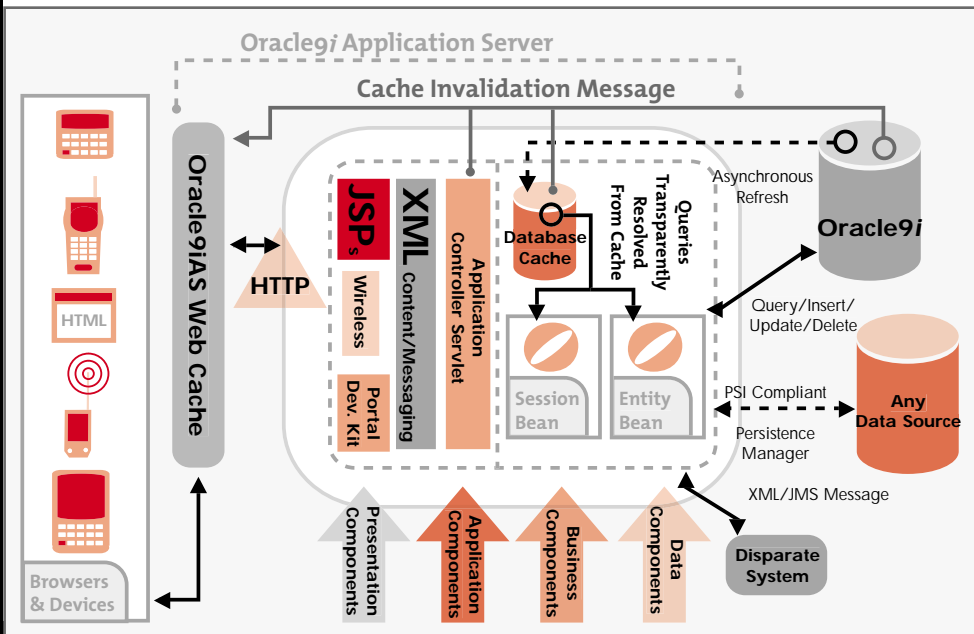 Oracle9i Application Server
Cache Invalidation Message
HTML
Browsers
& Devices
Oracle9iAS Web Cache
HTTP
JSPs
Wireless
Portal
Dev. Kit
XML Content/Messaging
Application
Controller Servlet
Database
Cache
Queries
Transparently
Resolved
From Cache
Session
Bean
Entity
Bean
Asynchronous
Refresh
Oracle9i
Query/Insert/
Update/Delete
PSI Compliant
Persistence
Manager
Any
Data Source
XML/JMS Message
Disparate
System
Presentation
Components
Application
Components
Business
Components
Data
Components